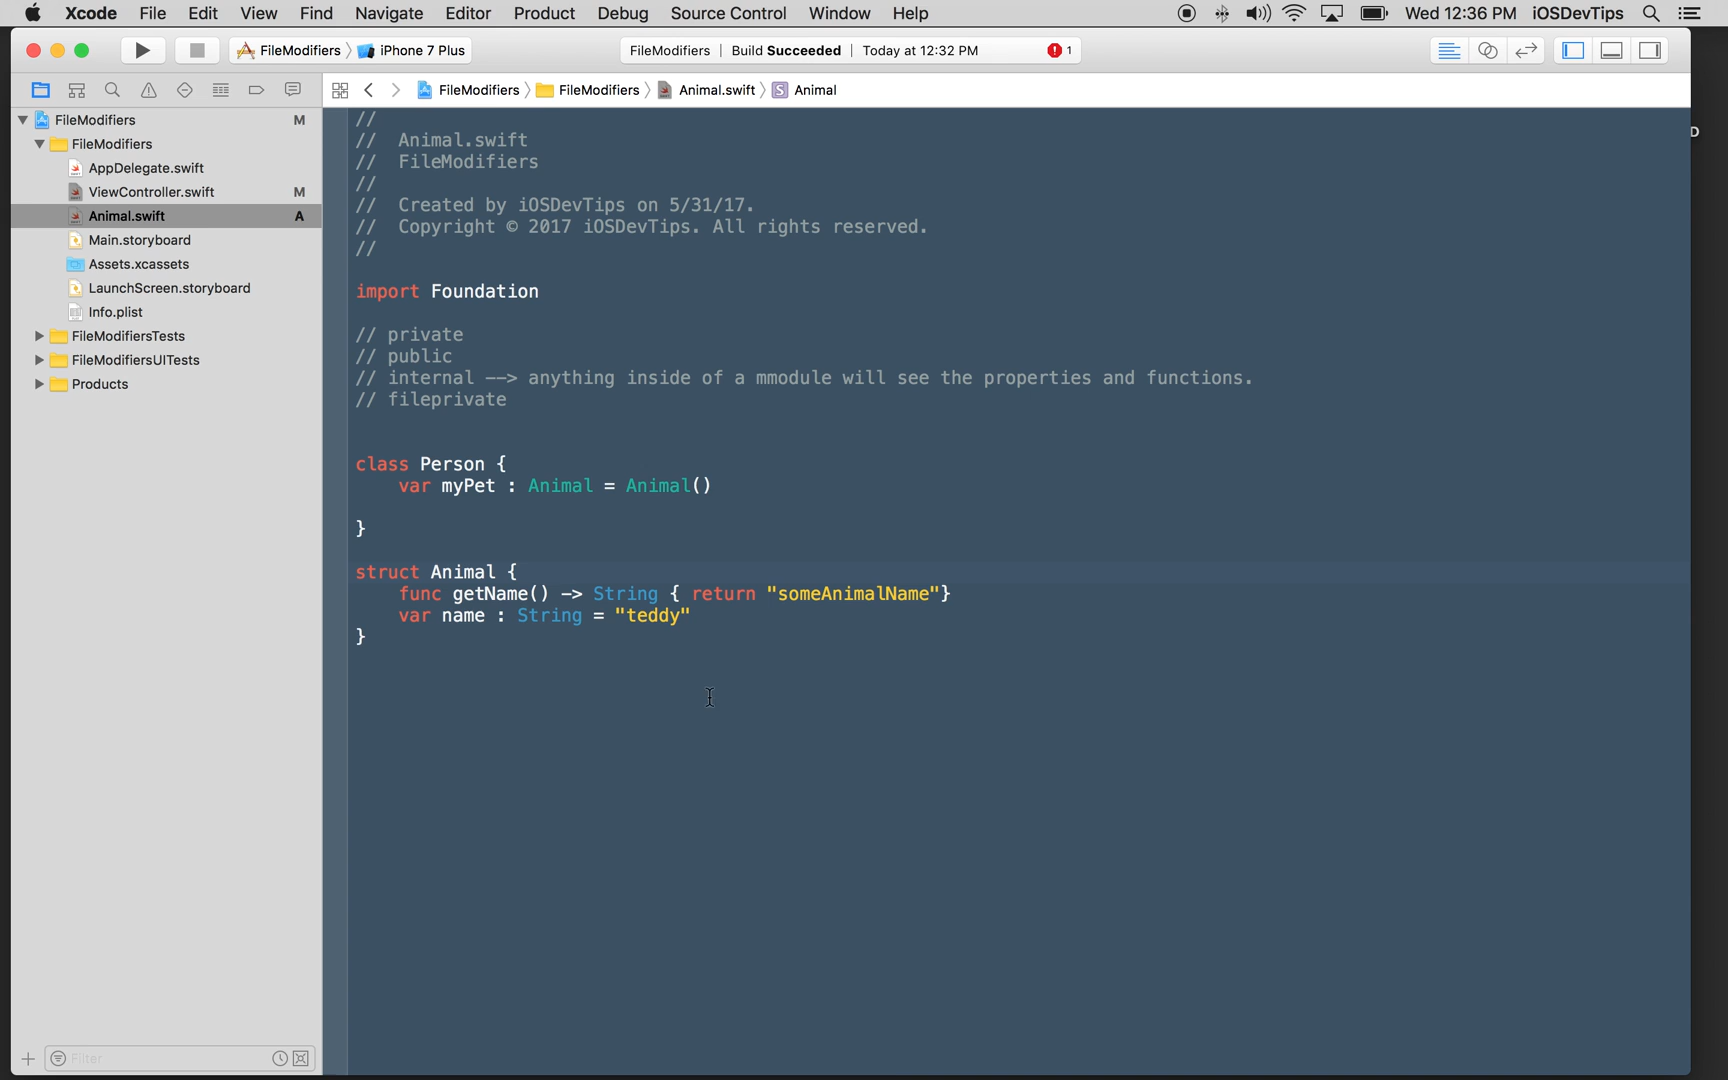 Xcode File Edit View Find Navigate Editor Product Debug Source Control Window Help Wed 12:36 PM iOSDevTips
FileModifiers iPhone 7 Plus FileModifiers | Build Succeeded | Today at 12:32 PM 1
FileModifiers FileModifiers Animal.swift S Animal
FileModifiers M
FileModifiers
AppDelegate.swift
ViewController.swift M
Animal.swift A
Main.storyboard
Assets.xcassets
LaunchScreen.storyboard
Info.plist
FileModifiersTests
FileModifiersUITests
Products
Filter
//
// Animal.swift
// FileModifiers
//
// Created by iOSDevTips on 5/31/17.
// Copyright © 2017 iOSDevTips. All rights reserved.
//
import Foundation
// private
// public
// internal --> anything inside of a mmodule will see the properties and functions.
// fileprivate
class Person {
var myPet : Animal = Animal()
}
struct Animal {
func getName() -> String { return "someAnimalName"}
var name : String = "teddy"
}
D